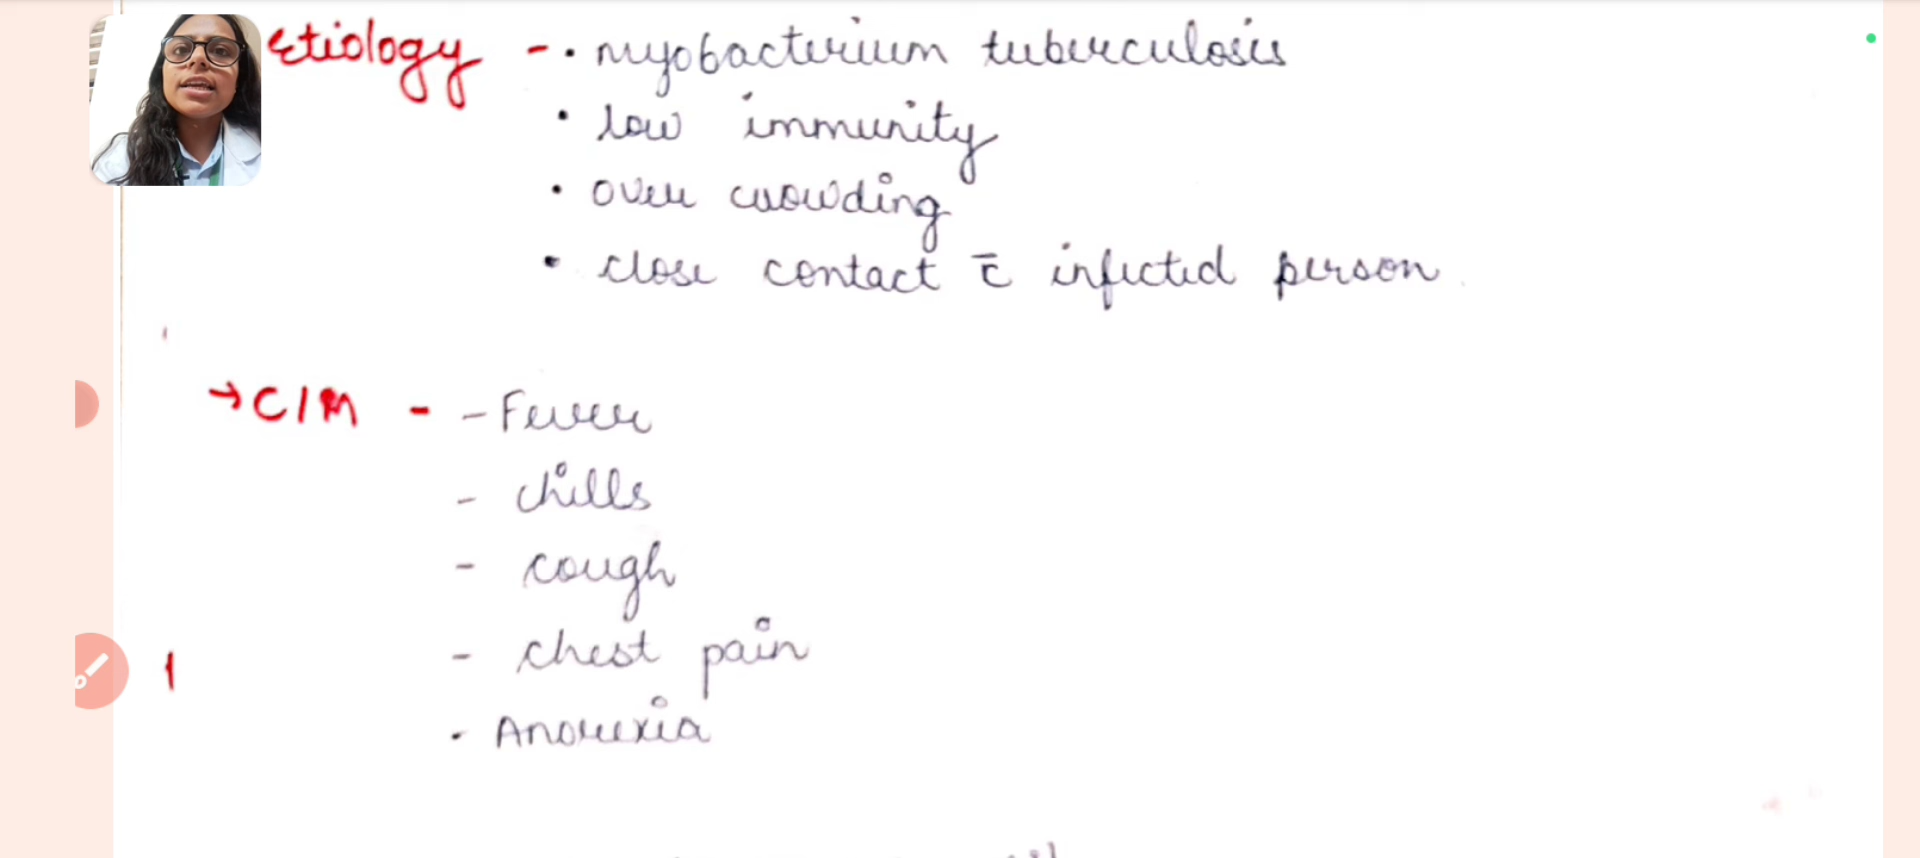 Etiology - • myobacterium tuberculosis
• low immunity
• over crowding
• close contact c̄ infected person
→ C/M - - Fever
- chills
- cough
- chest pain
• Anorexia